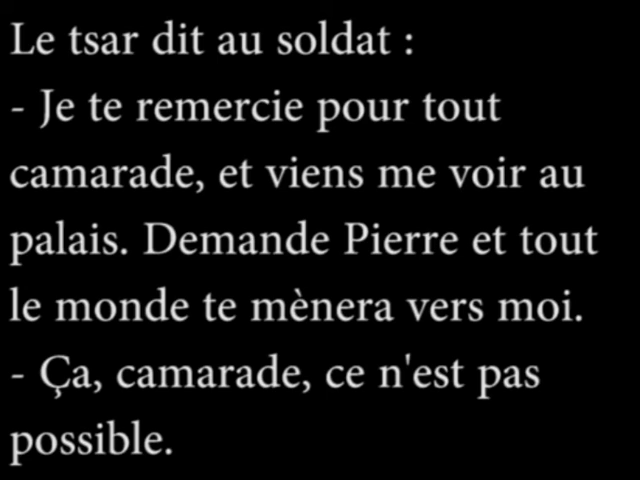 Le tsar dit au soldat :
- Je te remercie pour tout
camarade, et viens me voir au
palais. Demande Pierre et tout
le monde te mènera vers moi.
- Ça, camarade, ce n'est pas
possible.